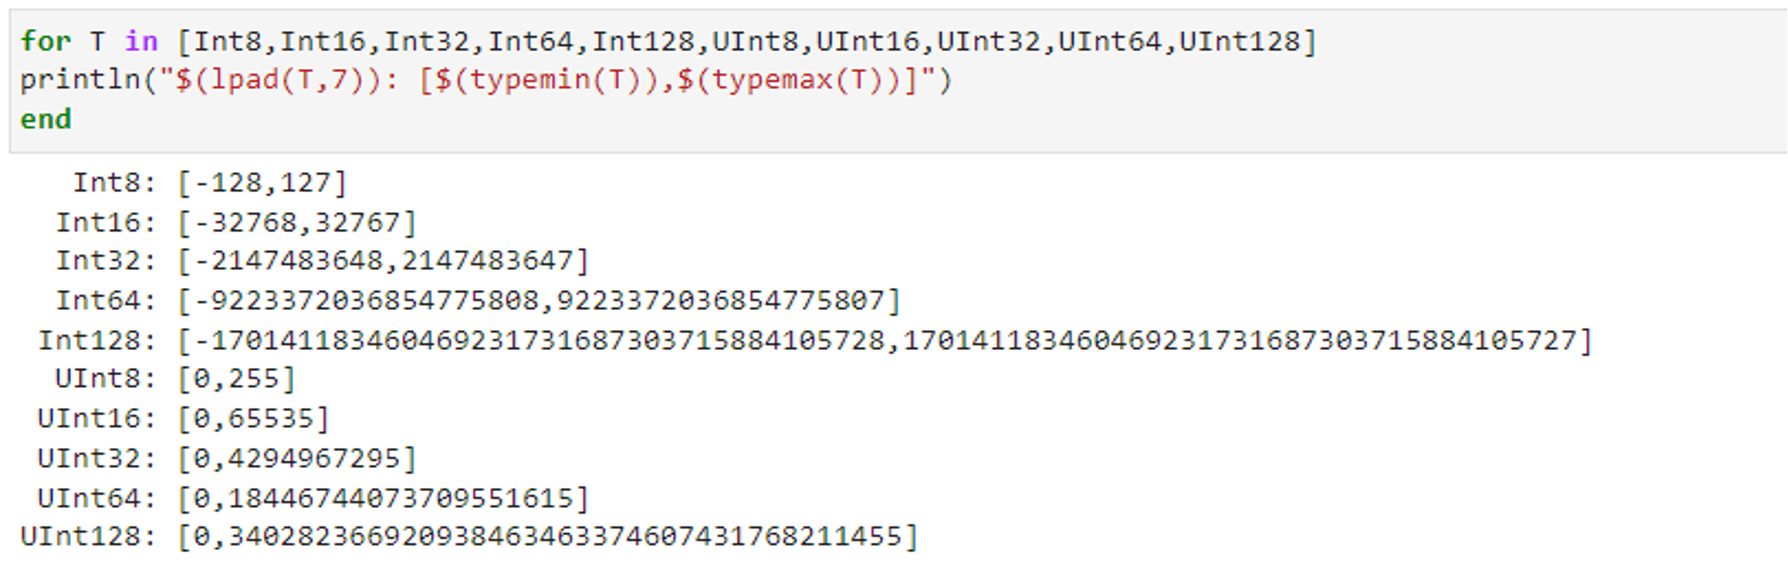 for T in [Int8,Int16,Int32,Int64,Int128,UInt8,UInt16,UInt32,UInt64,UInt128]
println("$(lpad(T,7)): [$(typemin(T)),$(typemax(T))]")
end
Int8: [-128,127]
Int16: [-32768,32767]
Int32: [-2147483648,2147483647]
Int64: [-9223372036854775808,9223372036854775807]
Int128: [-170141183460469231731687303715884105728,170141183460469231731687303715884105727]
UInt8: [0,255]
UInt16: [0,65535]
UInt32: [0,4294967295]
UInt64: [0,18446744073709551615]
UInt128: [0,340282366920938463463374607431768211455]